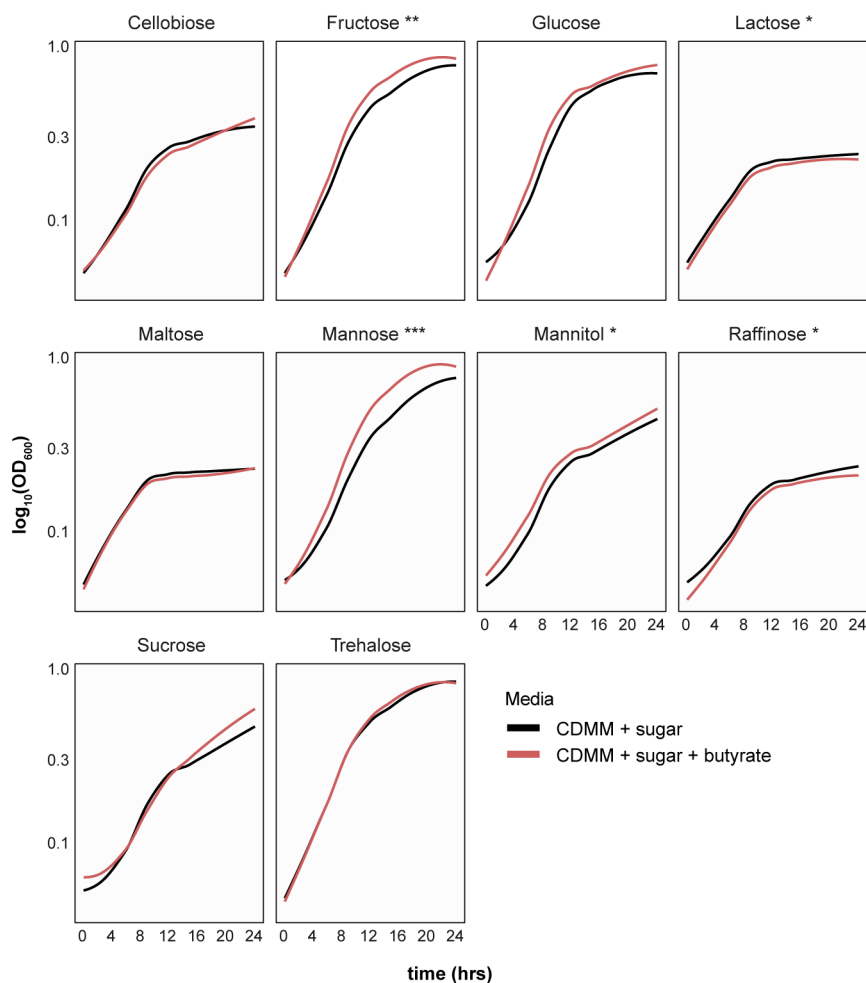 Cellobiose
Fructose **
Glucose
Lactose *
1.0
0.3
0.1
Maltose
Mannose ***
Mannitol *
Raffinose *
1.0
0.3
0.1
0 4 8 12 16 20 24
0 4 8 12 16 20 24
Sucrose
Trehalose
1.0
0.3
0.1
0 4 8 12 16 20 24
0 4 8 12 16 20 24
Media
CDMM + sugar
CDMM + sugar + butyrate
log₁₀(OD₆₀₀)
time (hrs)